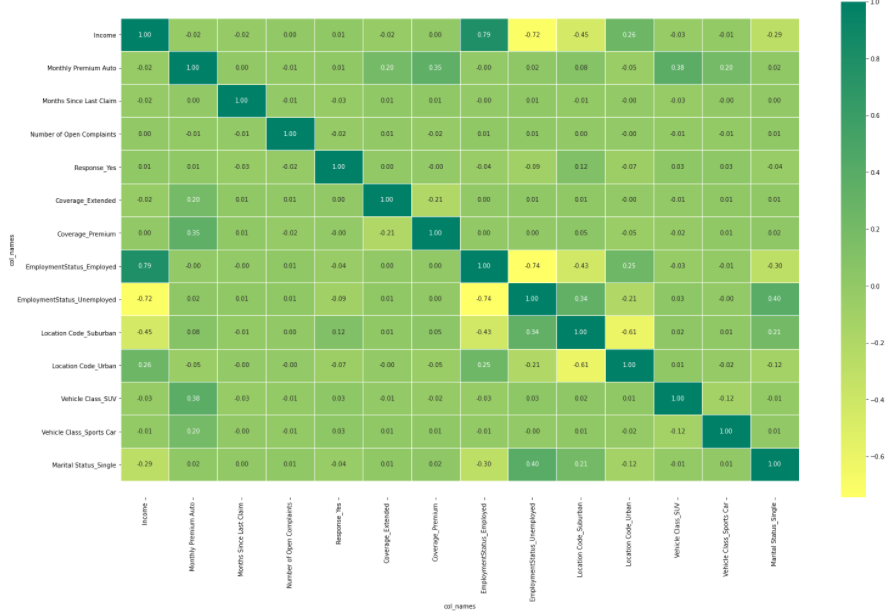 Income 1.00 -0.02 -0.02 0.00 0.01 -0.02 0.00 0.79 -0.72 -0.45 0.26 -0.03 -0.01 -0.29
Monthly Premium Auto -0.02 1.00 0.00 -0.01 0.01 0.20 0.35 -0.00 0.02 0.08 -0.05 0.38 0.20 0.02
Months Since Last Claim -0.02 0.00 1.00 -0.01 -0.03 0.01 0.01 -0.00 0.01 -0.01 -0.00 -0.03 -0.00 0.00
Number of Open Complaints 0.00 -0.01 -0.01 1.00 -0.02 0.01 -0.02 0.01 0.01 0.00 -0.00 -0.01 -0.01 0.01
Response_Yes 0.01 0.01 -0.03 -0.02 1.00 0.00 -0.00 -0.04 -0.09 0.12 -0.07 0.03 0.03 -0.04
Coverage_Extended -0.02 0.20 0.01 0.01 0.00 1.00 -0.21 0.00 0.00 0.01 -0.00 -0.01 0.01 0.01
Coverage_Premium 0.00 0.35 0.01 -0.02 -0.00 -0.21 1.00 0.00 0.00 0.05 -0.05 -0.02 0.01 0.02
EmploymentStatus_Employed 0.79 -0.00 -0.00 0.01 -0.04 0.00 0.00 1.00 -0.74 -0.43 0.25 -0.03 -0.01 -0.30
EmploymentStatus_Unemployed -0.72 0.02 0.01 0.01 -0.09 0.00 0.00 -0.74 1.00 0.34 -0.21 0.03 -0.00 0.40
Location Code_Suburban -0.45 0.08 -0.01 0.00 0.12 0.01 0.05 -0.43 0.34 1.00 -0.61 0.02 0.01 0.21
Location Code_Urban 0.26 -0.05 -0.00 -0.00 -0.07 -0.00 -0.05 0.25 -0.21 -0.61 1.00 0.01 -0.02 -0.12
Vehicle Class_SUV -0.03 0.38 -0.03 -0.01 0.03 -0.01 -0.02 -0.03 0.03 0.02 0.01 1.00 -0.12 -0.01
Vehicle Class_Sports Car -0.01 0.20 -0.00 -0.01 0.03 0.01 0.01 -0.01 -0.00 0.01 -0.02 -0.12 1.00 0.01
Marital Status_Single -0.29 0.02 0.00 0.01 -0.04 0.01 0.02 -0.30 0.40 0.21 -0.12 -0.01 0.01 1.00
col_names
Income
Monthly Premium Auto
Months Since Last Claim
Number of Open Complaints
Response_Yes
Coverage_Extended
Coverage_Premium
EmploymentStatus_Employed
EmploymentStatus_Unemployed
Location Code_Suburban
Location Code_Urban
Vehicle Class_SUV
Vehicle Class_Sports Car
Marital Status_Single
col_names
1.0
0.8
0.6
0.4
0.2
0.0
−0.2
−0.4
−0.6